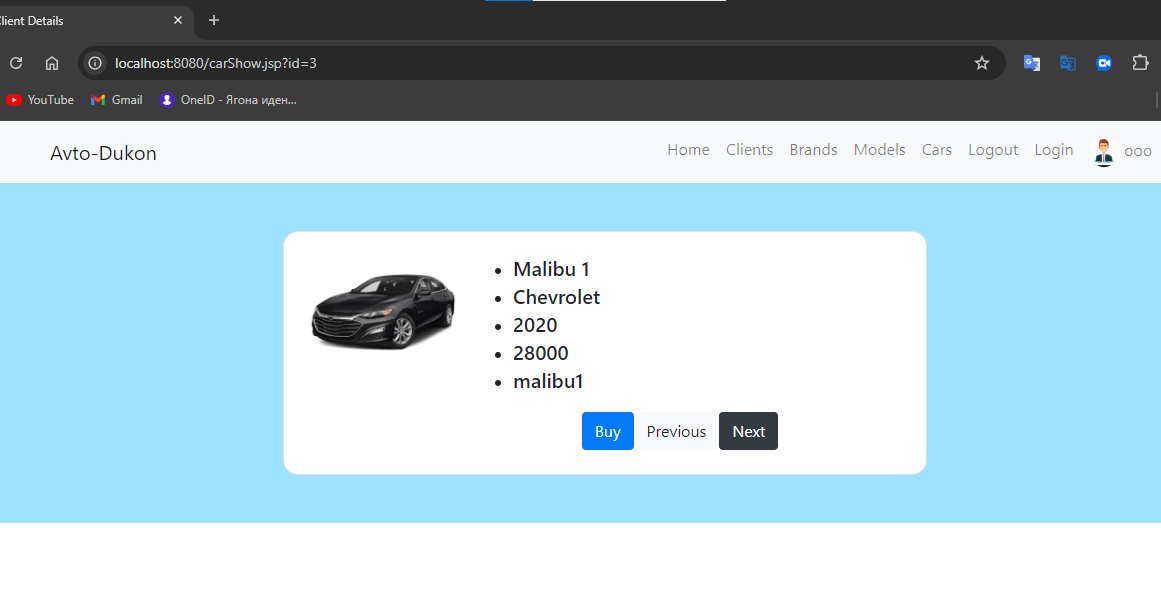 Client Details
localhost:8080/carShow.jsp?id=3
YouTube Gmail OneID - Ягона иден...
Avto-Dukon Home Clients Brands Models Cars Logout Login ooo
Malibu 1
Chevrolet
2020
28000
malibu1
Buy Previous Next